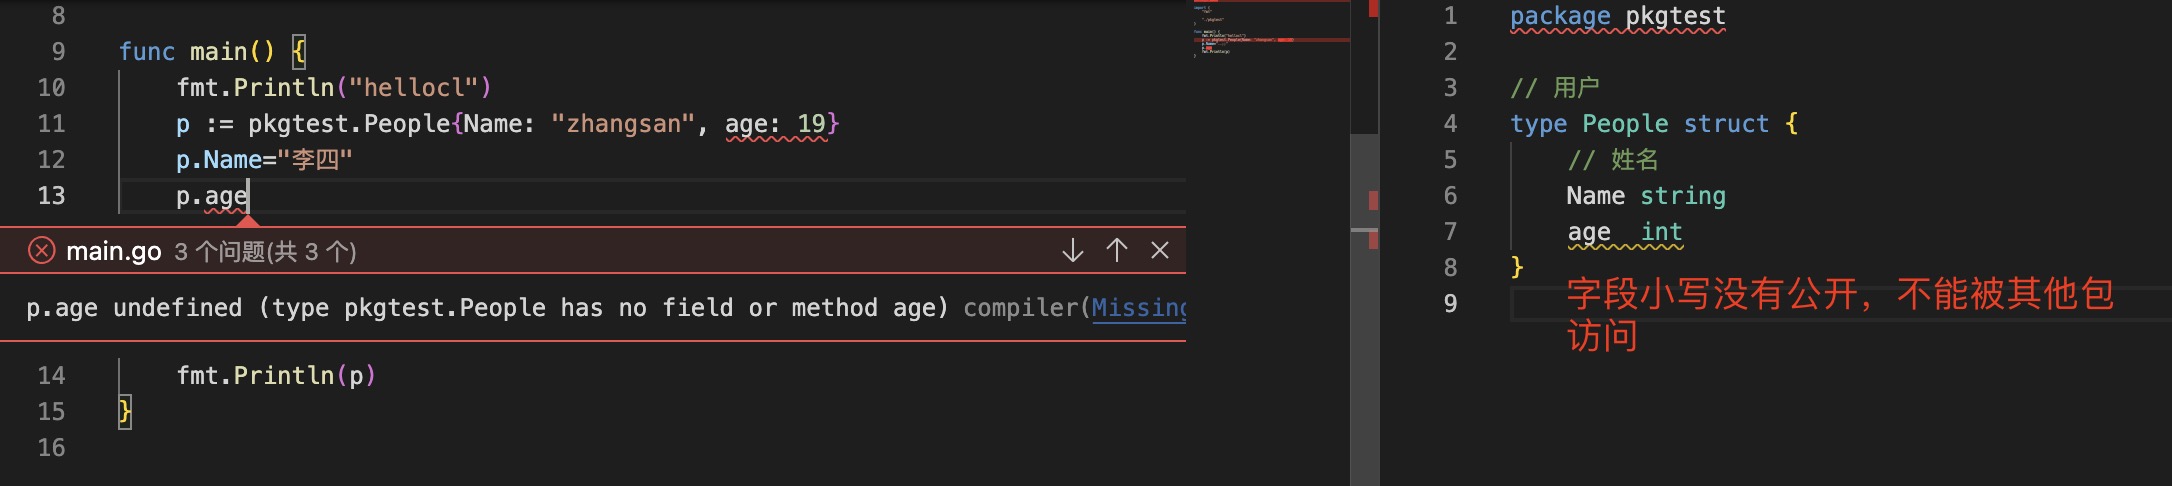 8
9 func main() {
10 fmt.Println("hellocl")
11 p := pkgtest.People{Name: "zhangsan", age: 19}
12 p.Name="李四"
13 p.age
main.go 3 个问题(共 3 个)
p.age undefined (type pkgtest.People has no field or method age) compiler(Missing
14 fmt.Println(p)
15 }
16
1 package pkgtest
2
3 // 用户
4 type People struct {
5 // 姓名
6 Name string
7 age int
8 }
9
字段小写没有公开，不能被其他包
访问